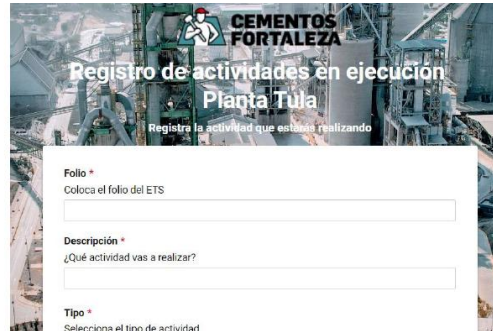 CEMENTOS
FORTALEZA
Registro de actividades en ejecución
Planta Tula
Registra la actividad que estarás realizando
Folio *
Coloca el folio del ETS
Descripción *
¿Qué actividad vas a realizar?
Tipo *
Selecciona el tipo de actividad